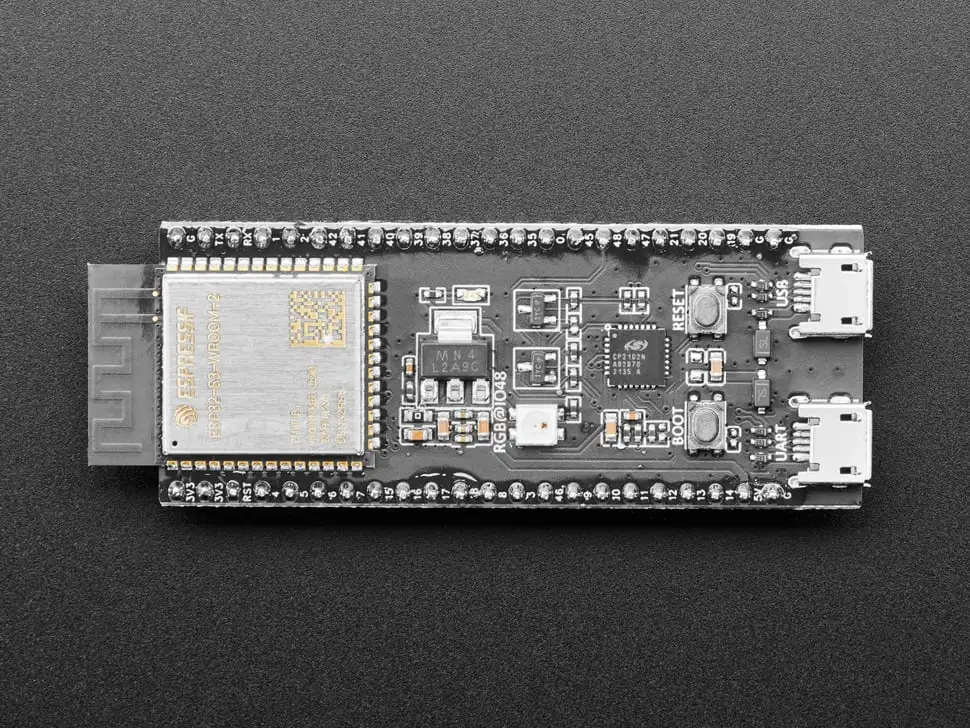 G G TX RX 1 2 42 41 40 39 38 37 36 35 0 45 48 47 21 20 19 G G
ESPRESSIF
ESP32-S3-WROOM-2
MN4
L2A9C
RGB@IO48
CP2102N
2135
RESET
BOOT
USB
UART
3V3 3V3 RST 4 5 6 7 15 16 17 18 8 3 46 9 10 11 12 13 14 5V G